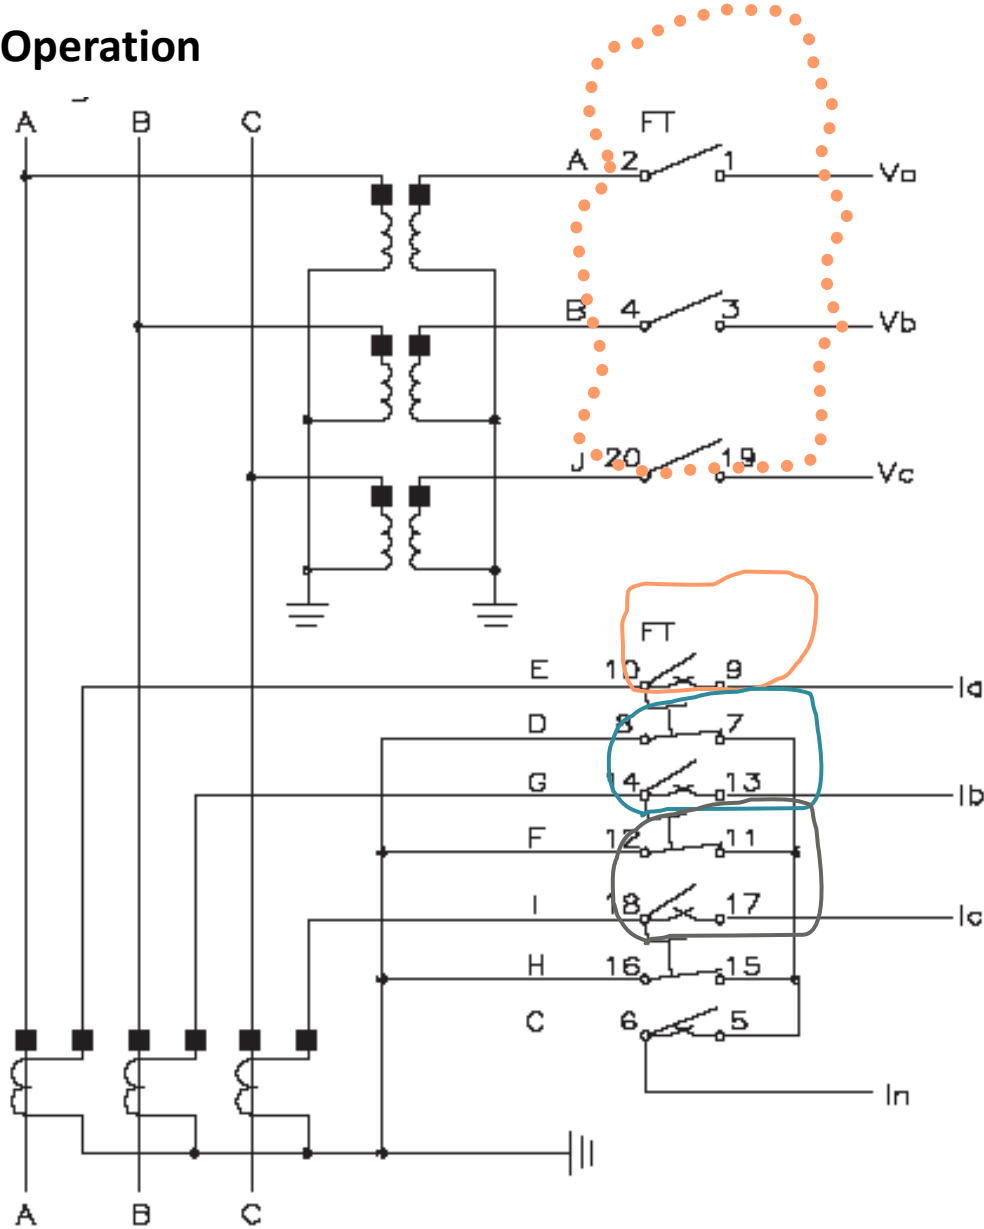 Operation
A B C
FT
A 2 1 Va
B 4 3 Vb
J 20 19 Vc
FT
E 10 9 Ia
D 8 7
G 14 13 Ib
F 12 11
I 18 17 Ic
H 16 15
C 6 5
In
A B C